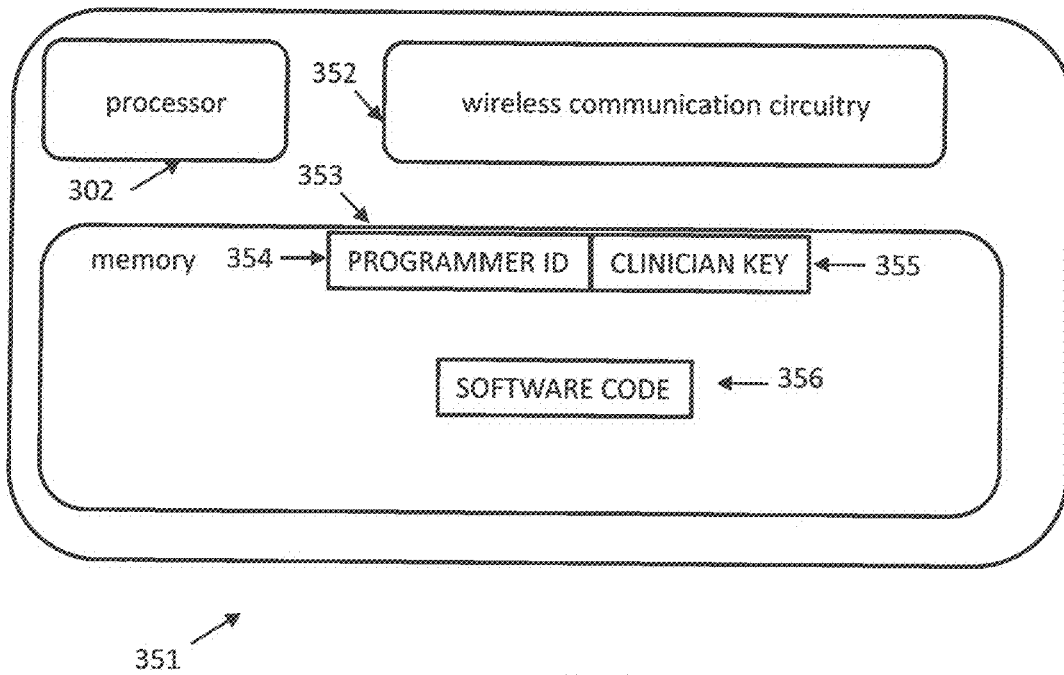 processor
352
wireless communication circuitry
302
353
memory
354
PROGRAMMER ID
CLINICIAN KEY
355
SOFTWARE CODE
356
351